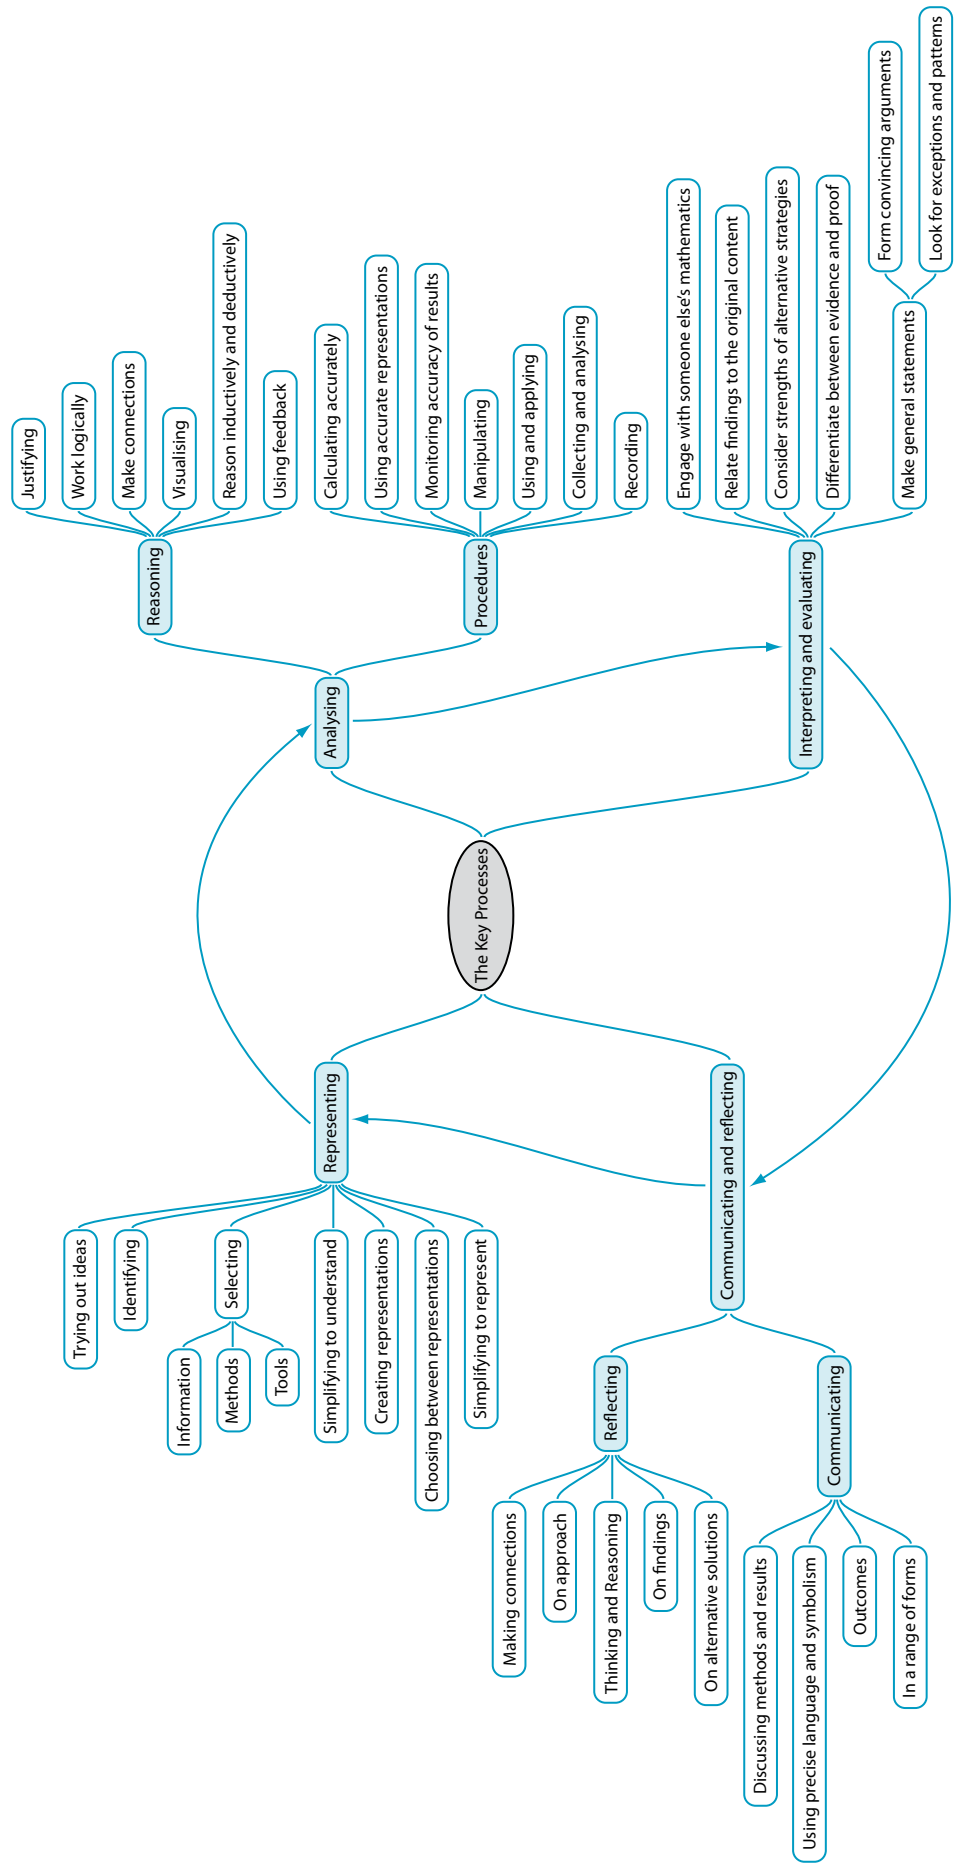 The Key Processes
Representing
Trying out ideas
Identifying
Selecting
Information
Methods
Tools
Simplifying to understand
Creating representations
Choosing between representations
Simplifying to represent
Analysing
Reasoning
Justifying
Work logically
Make connections
Visualising
Reason inductively and deductively
Using feedback
Procedures
Calculating accurately
Using accurate representations
Monitoring accuracy of results
Manipulating
Using and applying
Collecting and analysing
Recording
Interpreting and evaluating
Engage with someone else's mathematics
Relate findings to the original content
Consider strengths of alternative strategies
Differentiate between evidence and proof
Make general statements
Form convincing arguments
Look for exceptions and patterns
Communicating and reflecting
Reflecting
Making connections
On approach
Thinking and Reasoning
On findings
On alternative solutions
Communicating
Discussing methods and results
Using precise language and symbolism
Outcomes
In a range of forms